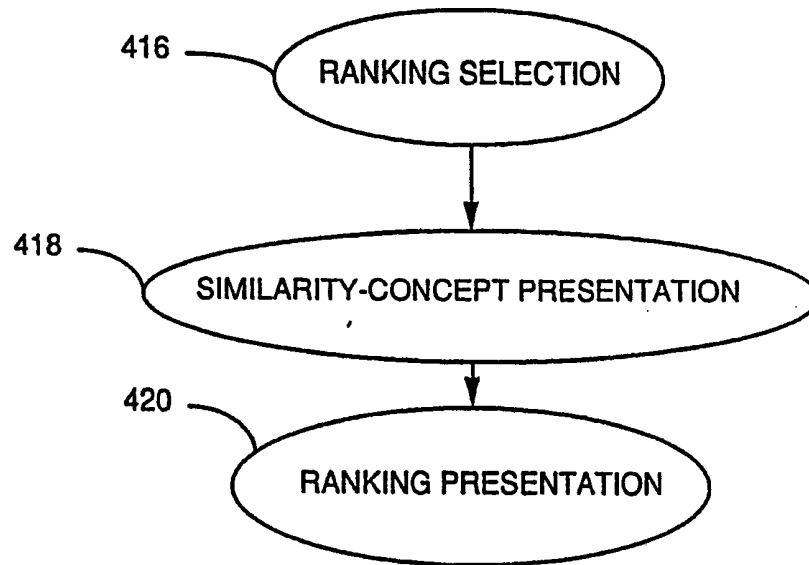 416
RANKING SELECTION
418
SIMILARITY-CONCEPT PRESENTATION
420
RANKING PRESENTATION